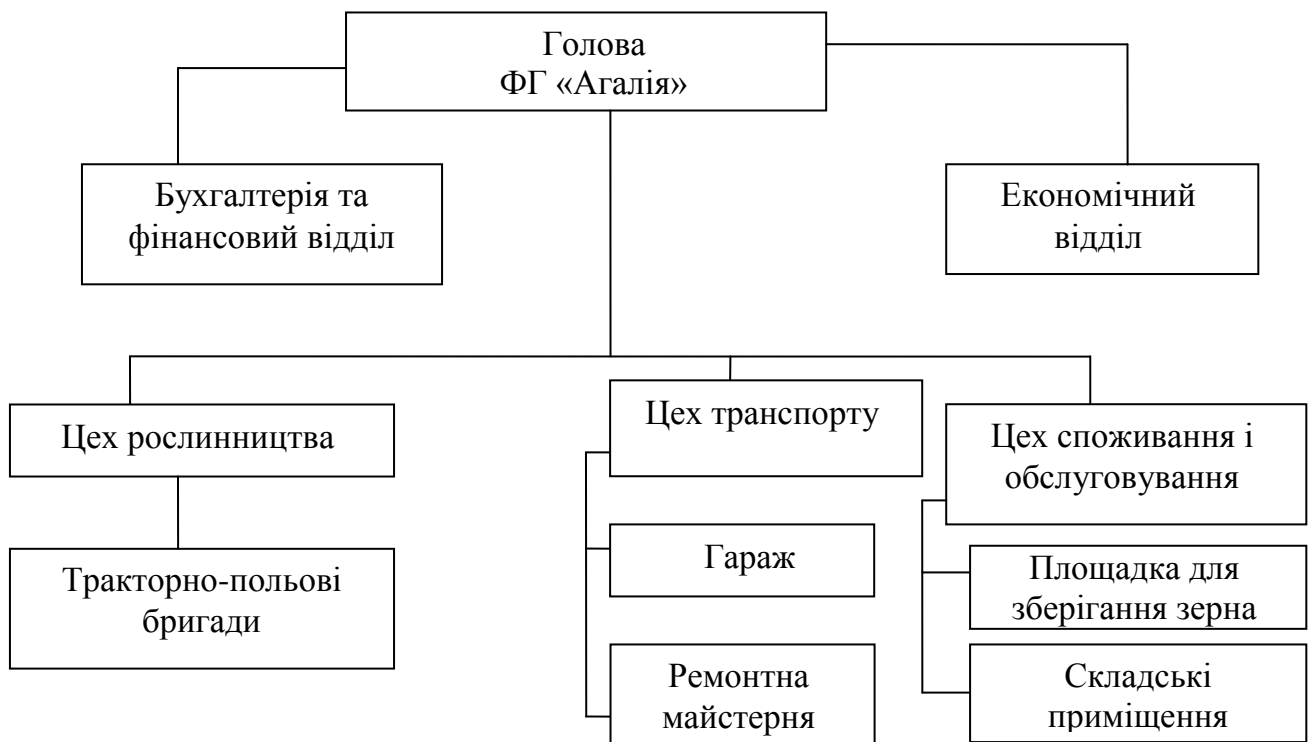 Голова
ФГ «Агалія»
Бухгалтерія та
фінансовий відділ
Економічний
відділ
Цех рослинництва
Цех транспорту
Цех споживання і
обслуговування
Тракторно-польові
бригади
Гараж
Площадка для
зберігання зерна
Ремонтна
майстерня
Складські
приміщення